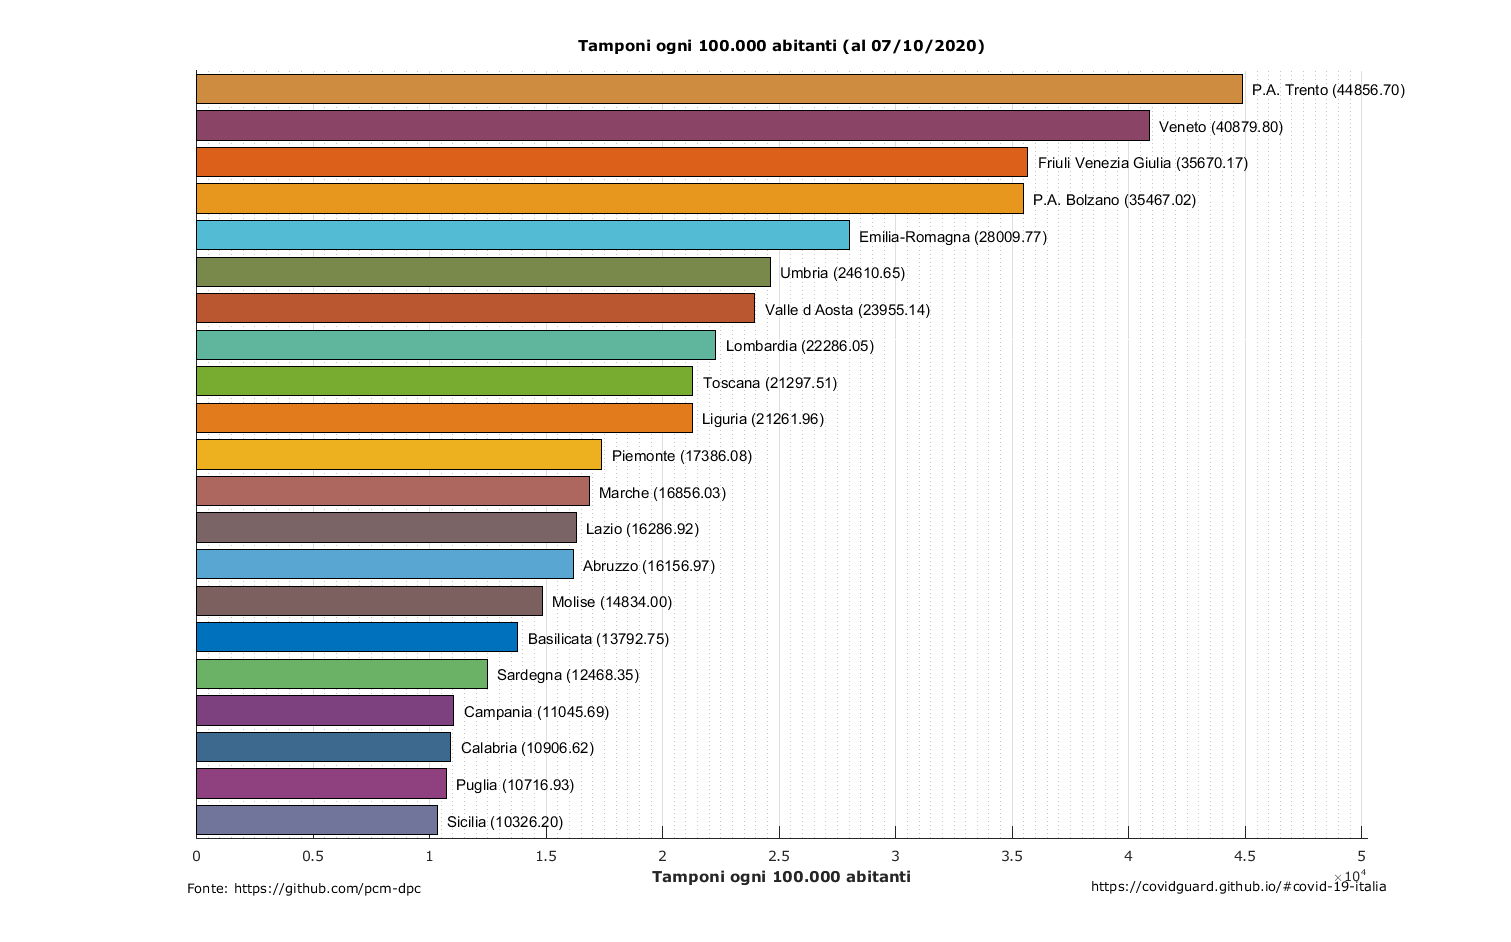 Tamponi ogni 100.000 abitanti (al 07/10/2020)
P.A. Trento (44856.70)
Veneto (40879.80)
Friuli Venezia Giulia (35670.17)
P.A. Bolzano (35467.02)
Emilia-Romagna (28009.77)
Umbria (24610.65)
Valle d Aosta (23955.14)
Lombardia (22286.05)
Toscana (21297.51)
Liguria (21261.96)
Piemonte (17386.08)
Marche (16856.03)
Lazio (16286.92)
Abruzzo (16156.97)
Molise (14834.00)
Basilicata (13792.75)
Sardegna (12468.35)
Campania (11045.69)
Calabria (10906.62)
Puglia (10716.93)
Sicilia (10326.20)
0 0.5 1 1.5 2 2.5 3 3.5 4 4.5 5
×10⁴
Tamponi ogni 100.000 abitanti
Fonte: https://github.com/pcm-dpc
https://covidguard.github.io/#covid-19-italia